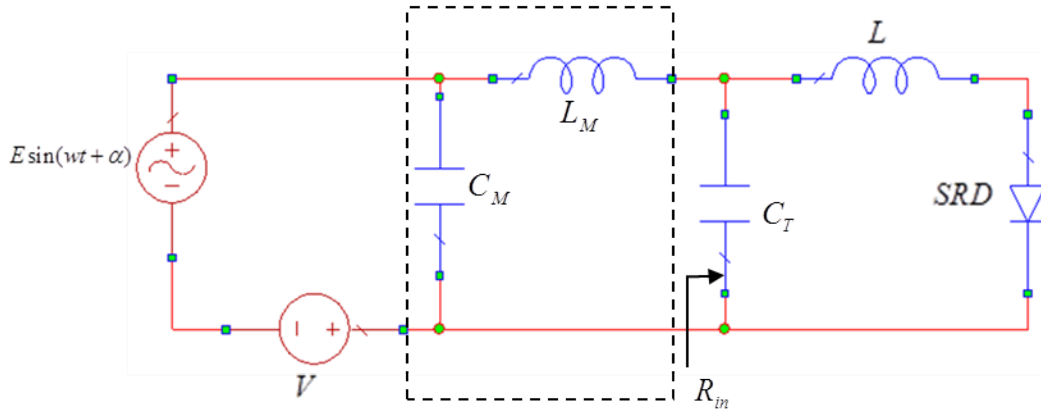 L
L_M
E sin(wt + α)
+
−
C_M
C_T
SRD
− +
V
R_in